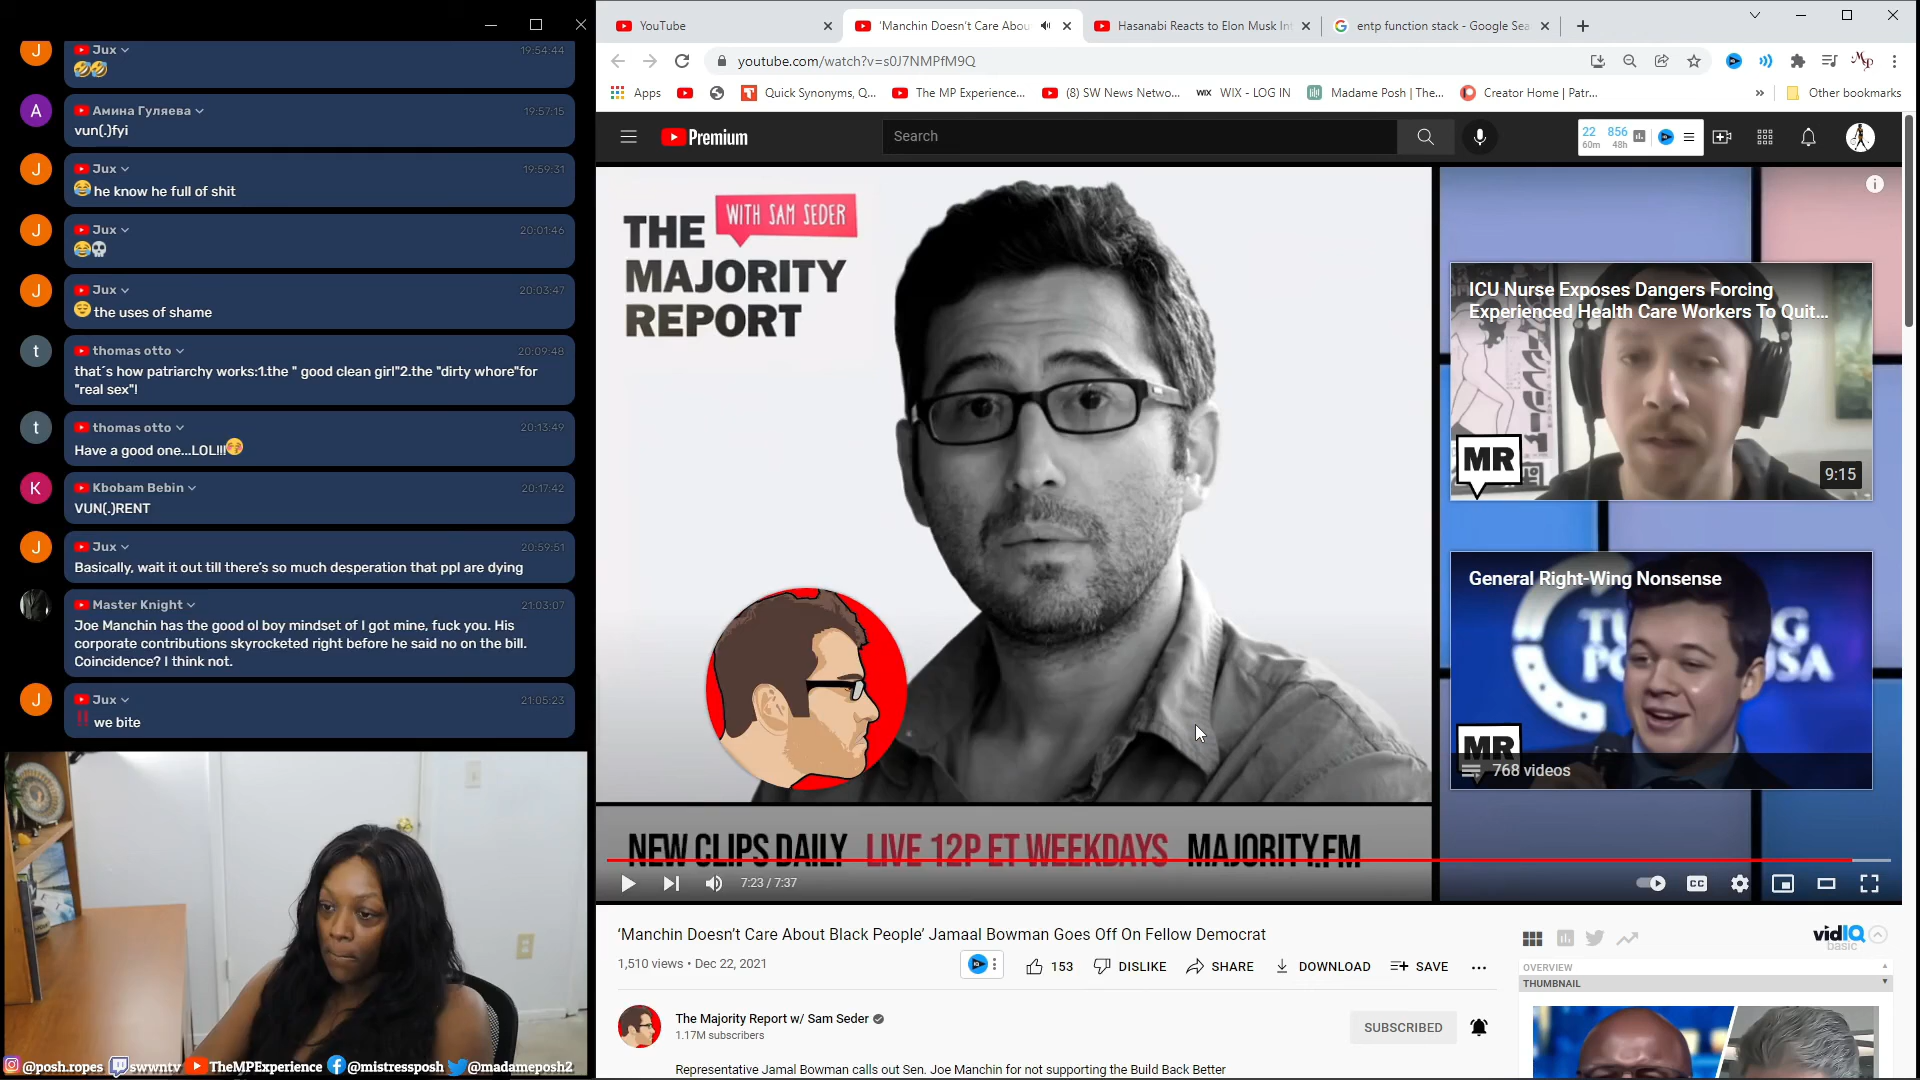 J
Jux
19:54:44
A
Амина Гуляева
19:57:15
vun(.)fyi
J
Jux
19:59:31
he know he full of shit
J
Jux
20:01:46
J
Jux
20:03:47
the uses of shame
t
thomas otto
20:09:48
that´s how patriarchy works:1.the " good clean girl"2.the "dirty whore"for
"real sex"!
t
thomas otto
20:13:49
Have a good one...LOL!!!
K
Kbobam Bebin
20:17:42
VUN(.)RENT
J
Jux
20:59:51
Basically, wait it out till there's so much desperation that ppl are dying
Master Knight
21:03:07
Joe Manchin has the good ol boy mindset of I got mine, fuck you. His
corporate contributions skyrocketed right before he said no on the bill.
Coincidence? I think not.
J
Jux
21:05:23
!! we bite
@posh.ropes swwntv TheMPExperience @mistressposh @madameposh2
YouTube
'Manchin Doesn't Care Abou
Hasanabi Reacts to Elon Musk Int
entp function stack - Google Sea
youtube.com/watch?v=s0J7NMPfM9Q
Apps
Quick Synonyms, Q...
The MP Experience...
(8) SW News Netwo...
WIX WIX - LOG IN
Madame Posh | The...
Creator Home | Patr...
»
Other bookmarks
Premium
Search
22 856
60m 48h
THE
WITH SAM SEDER
MAJORITY
REPORT
ICU Nurse Exposes Dangers Forcing
Experienced Health Care Workers To Quit...
MR
9:15
General Right-Wing Nonsense
MR
768 videos
NEW CLIPS DAILY LIVE 12P ET WEEKDAYS MAJORITY.FM
7:23 / 7:37
CC
'Manchin Doesn't Care About Black People' Jamaal Bowman Goes Off On Fellow Democrat
1,510 views • Dec 22, 2021
153
DISLIKE
SHARE
DOWNLOAD
SAVE
The Majority Report w/ Sam Seder
1.17M subscribers
SUBSCRIBED
Representative Jamal Bowman calls out Sen. Joe Manchin for not supporting the Build Back Better
vidIQ
basic
OVERVIEW
THUMBNAIL